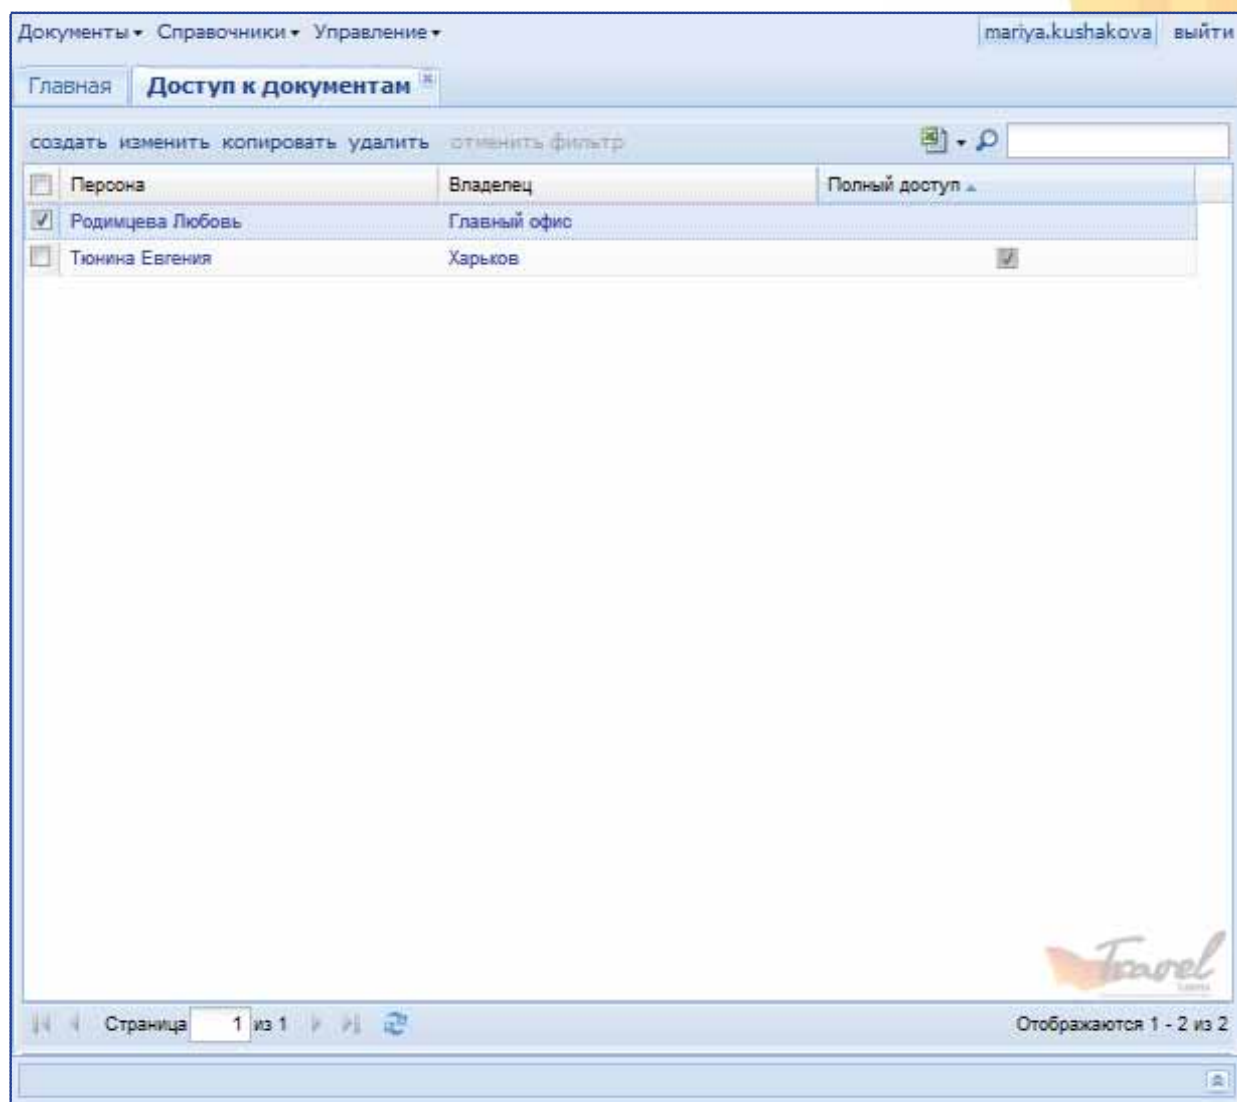 Документы Справочники Управление mariya.kushakova выйти
Главная Доступ к документам
создать изменить копировать удалить отменить фильтр
Персона Владелец Полный доступ
Родимцева Любовь Главный офис
Тюнина Евгения Харьков
Travel
Страница 1 из 1 Отображаются 1 - 2 из 2